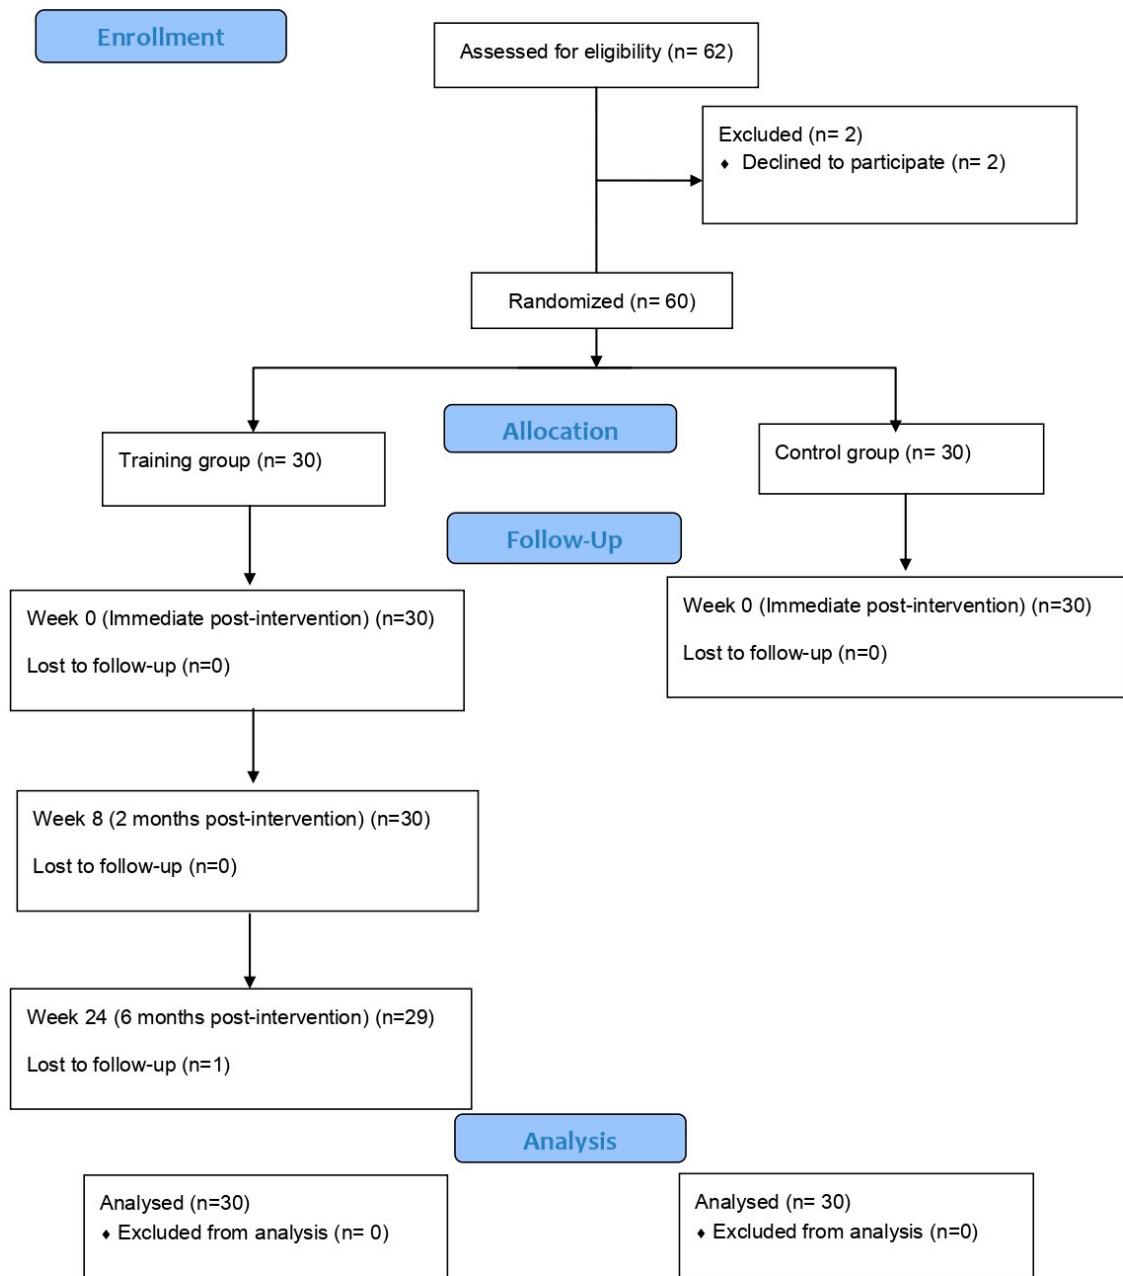 Enrollment
Assessed for eligibility (n= 62)
Excluded (n= 2)
♦ Declined to participate (n= 2)
Randomized (n= 60)
Allocation
Training group (n= 30)
Control group (n= 30)
Follow-Up
Week 0 (Immediate post-intervention) (n=30)
Lost to follow-up (n=0)
Week 0 (Immediate post-intervention) (n=30)
Lost to follow-up (n=0)
Week 8 (2 months post-intervention) (n=30)
Lost to follow-up (n=0)
Week 24 (6 months post-intervention) (n=29)
Lost to follow-up (n=1)
Analysis
Analysed (n=30)
♦ Excluded from analysis (n= 0)
Analysed (n= 30)
♦ Excluded from analysis (n=0)